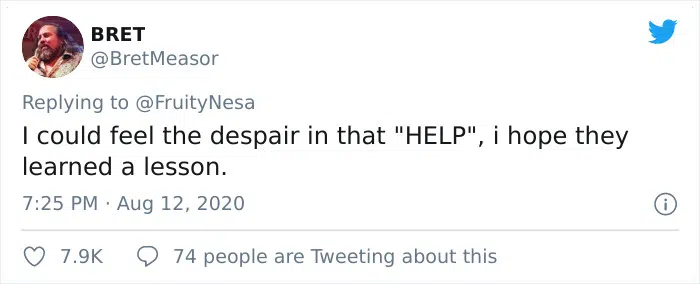 BRET
@BretMeasor
Replying to @FruityNesa
I could feel the despair in that "HELP", i hope they
learned a lesson.
7:25 PM · Aug 12, 2020
7.9K
74 people are Tweeting about this